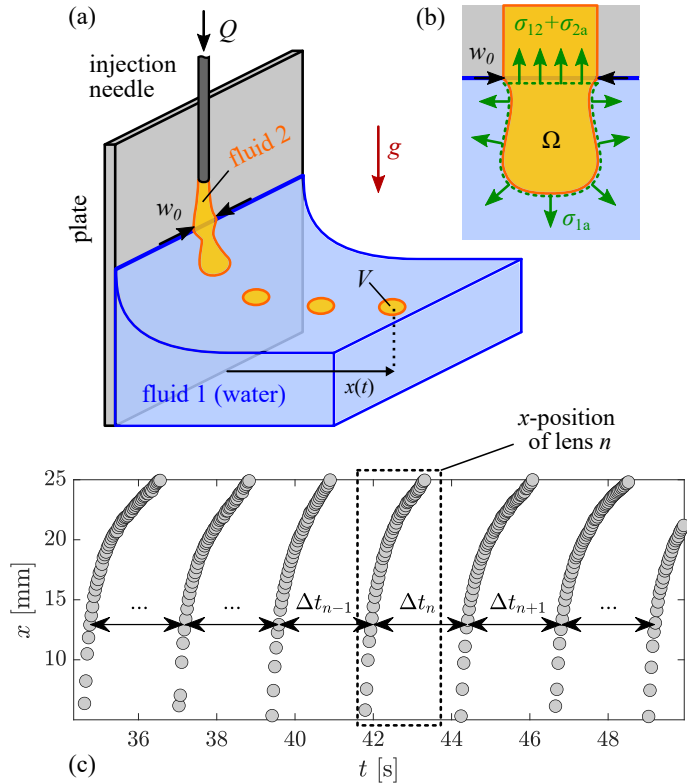 (a)
Q
injection
needle
fluid 2
g
w₀
plate
V
fluid 1 (water)
x(t)
(b)
σ₁₂+σ₂ₐ
w₀
Ω
σ₁ₐ
x-position
of lens n
25
20
15
10
x [mm]
...
...
Δtₙ₋₁
Δtₙ
Δtₙ₊₁
...
36
38
40
42
44
46
48
t [s]
(c)